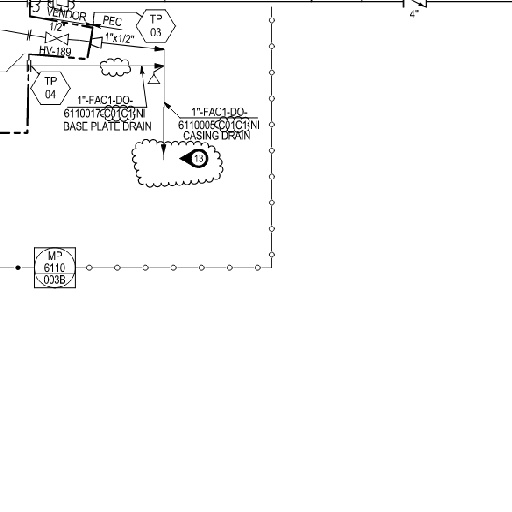 VENDOR
PEC
TP
03
1/2"
1"x1/2"
HV-189
TP
04
1"-FAC1-DO-
6110017-C01C1-NI
BASE PLATE DRAIN
1"-FAC1-DO-
6110005-C01C1-NI
CASING DRAIN
13
MP
6110
003B
4"